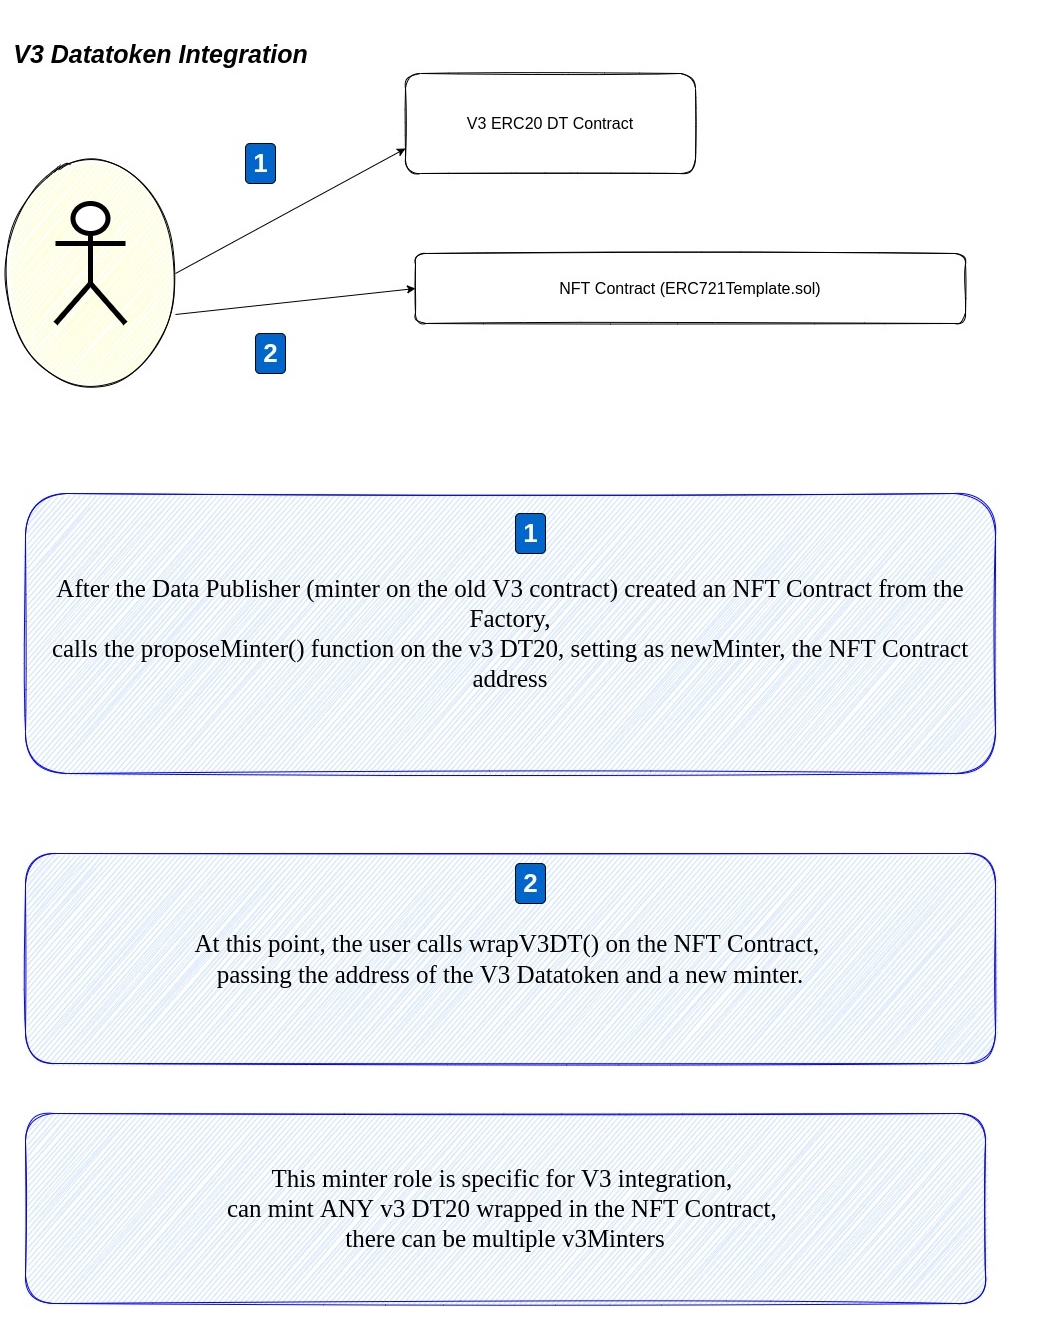 V3 Datatoken Integration
V3 ERC20 DT Contract
1
NFT Contract (ERC721Template.sol)
2
1
After the Data Publisher (minter on the old V3 contract) created an NFT Contract from the
Factory,
calls the proposeMinter() function on the v3 DT20, setting as newMinter, the NFT Contract
address
2
At this point, the user calls wrapV3DT() on the NFT Contract,
passing the address of the V3 Datatoken and a new minter.
This minter role is specific for V3 integration,
can mint ANY v3 DT20 wrapped in the NFT Contract,
there can be multiple v3Minters